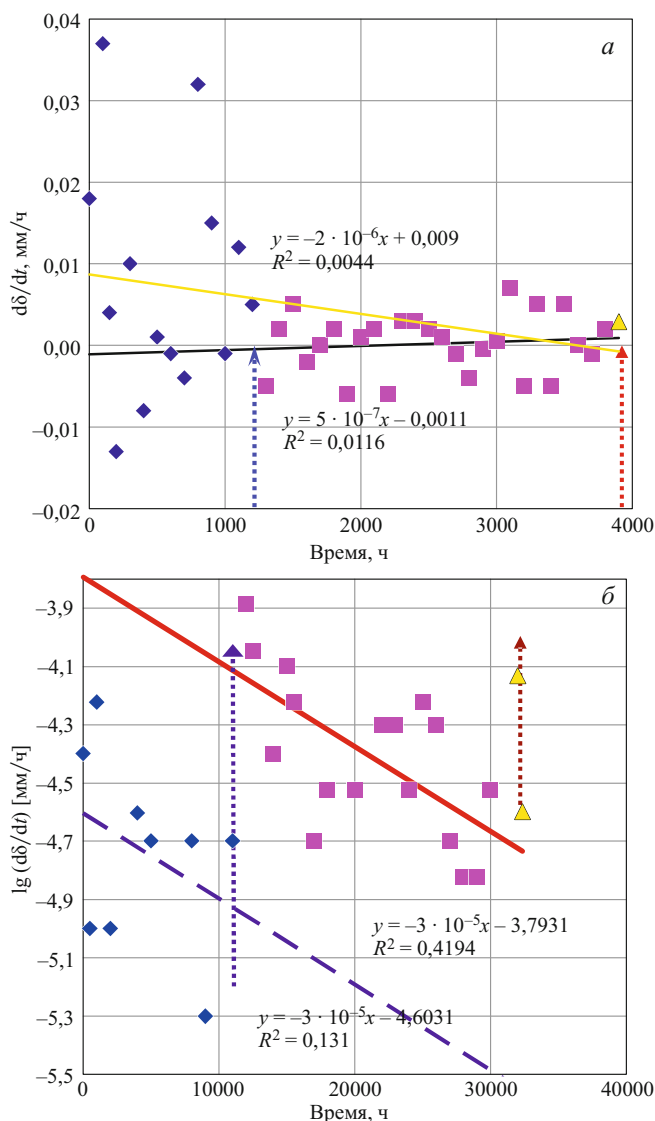 0,04
а
0,03
0,02
y = –2 · 10–6x + 0,009
R2 = 0,0044
0,01
dδ/dt, мм/ч
0,00
y = 5 · 10–7x – 0,0011
R2 = 0,0116
–0,01
–0,02
0 1000 2000 3000 4000
Время, ч
б
–3,9
–4,1
–4,3
–4,5
lg (dδ/dt) [мм/ч]
–4,7
–4,9
y = –3 · 10–5x – 3,7931
R2 = 0,4194
–5,1
–5,3
y = –3 · 10–5x – 4,6031
R2 = 0,131
–5,5
0 10000 20000 30000 40000
Время, ч